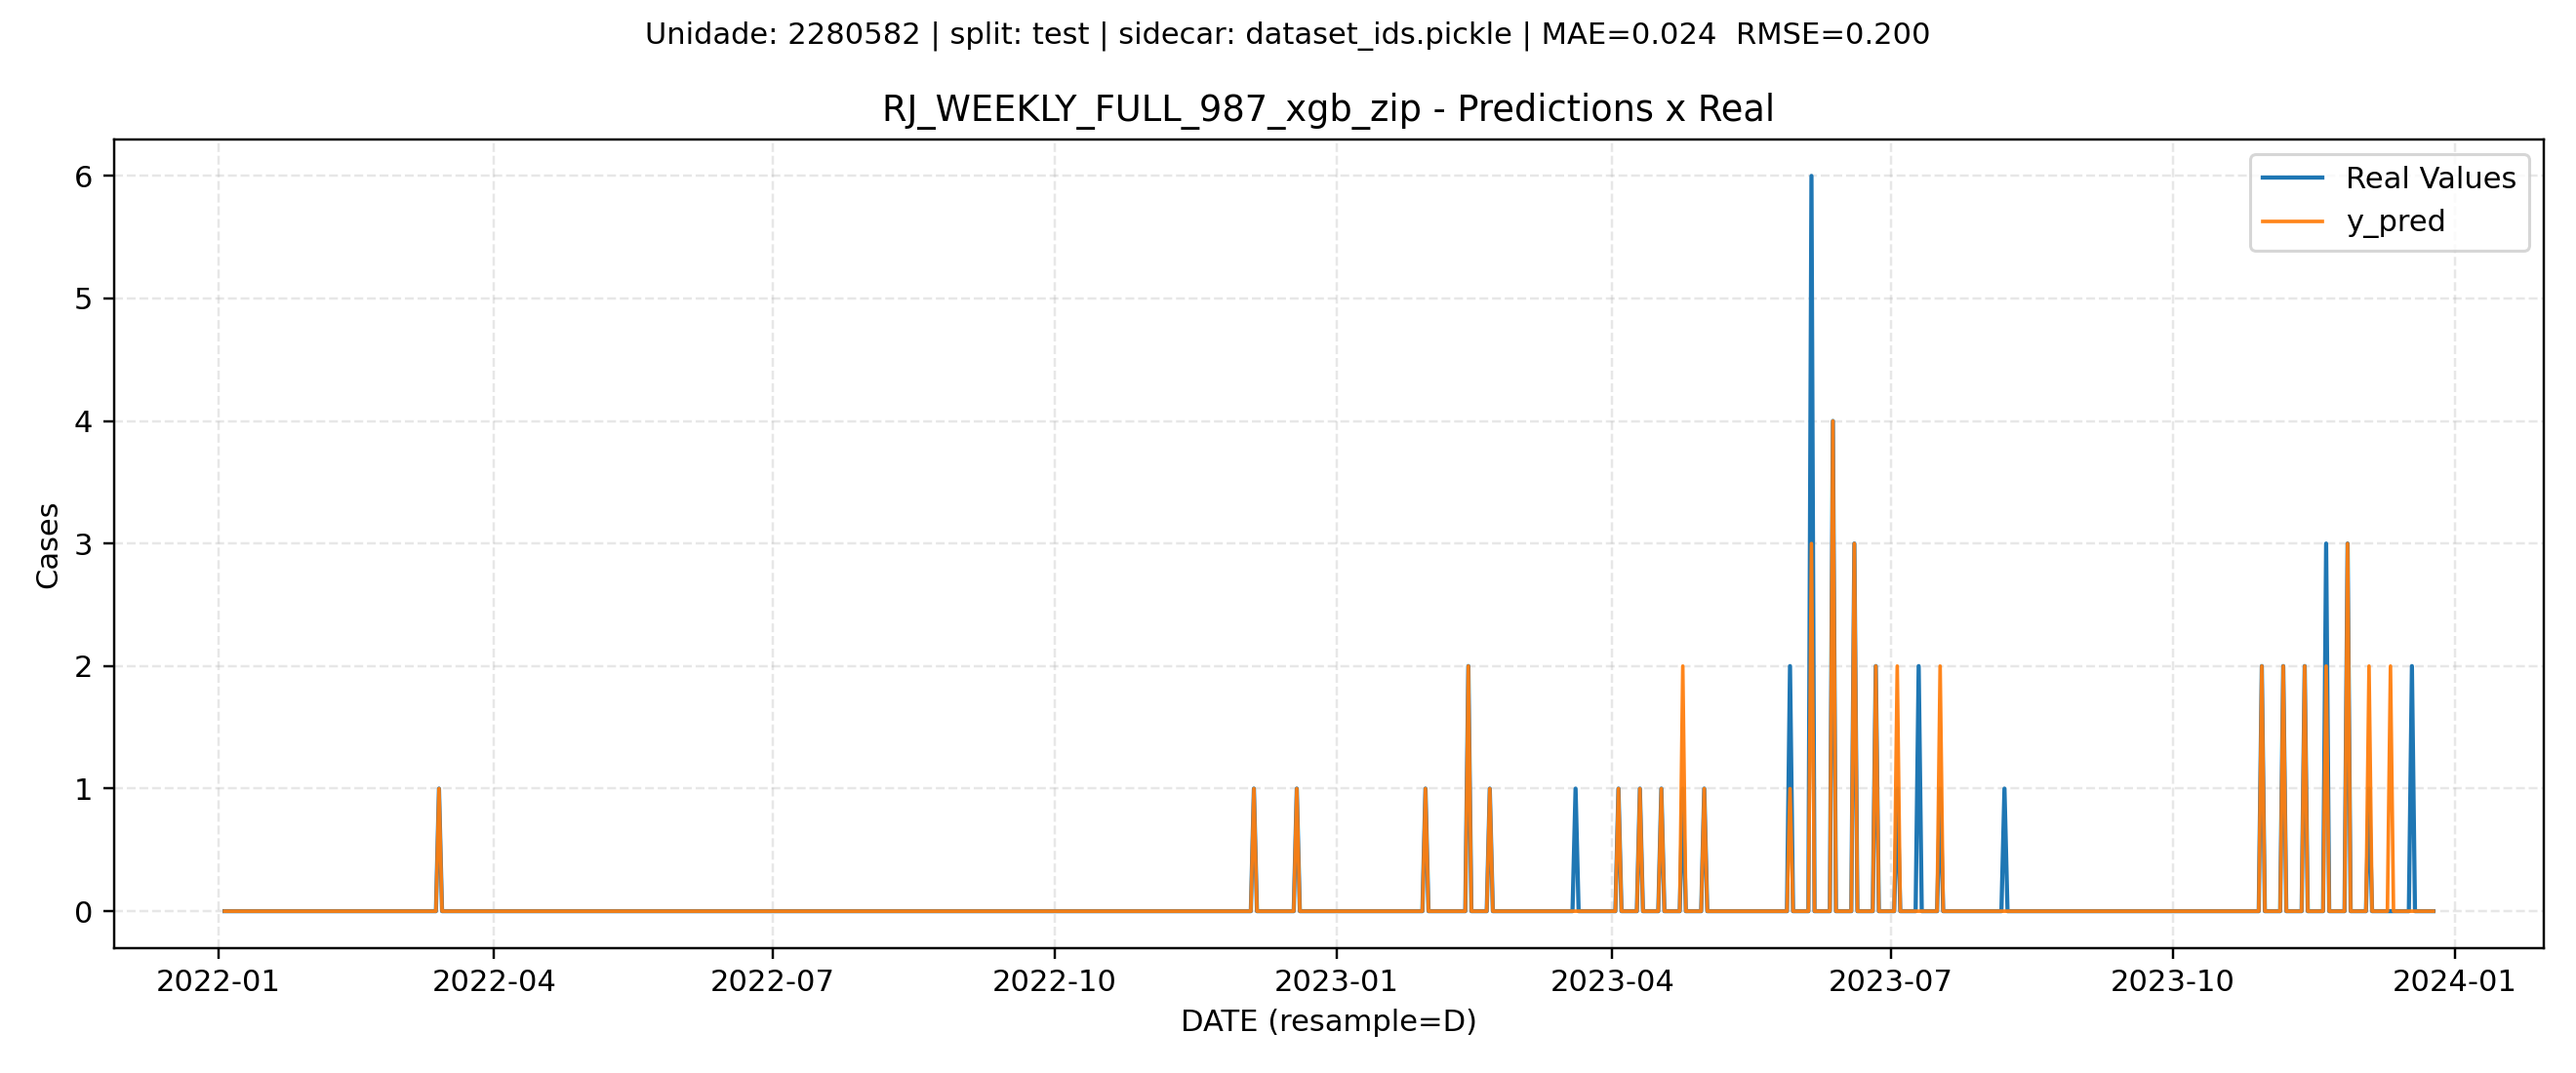 Unidade: 2280582 | split: test | sidecar: dataset_ids.pickle | MAE=0.024  RMSE=0.200
RJ_WEEKLY_FULL_987_xgb_zip - Predictions x Real
Real Values
y_pred
Cases
6
5
4
3
2
1
0
2022-01
2022-04
2022-07
2022-10
2023-01
2023-04
2023-07
2023-10
2024-01
DATE (resample=D)